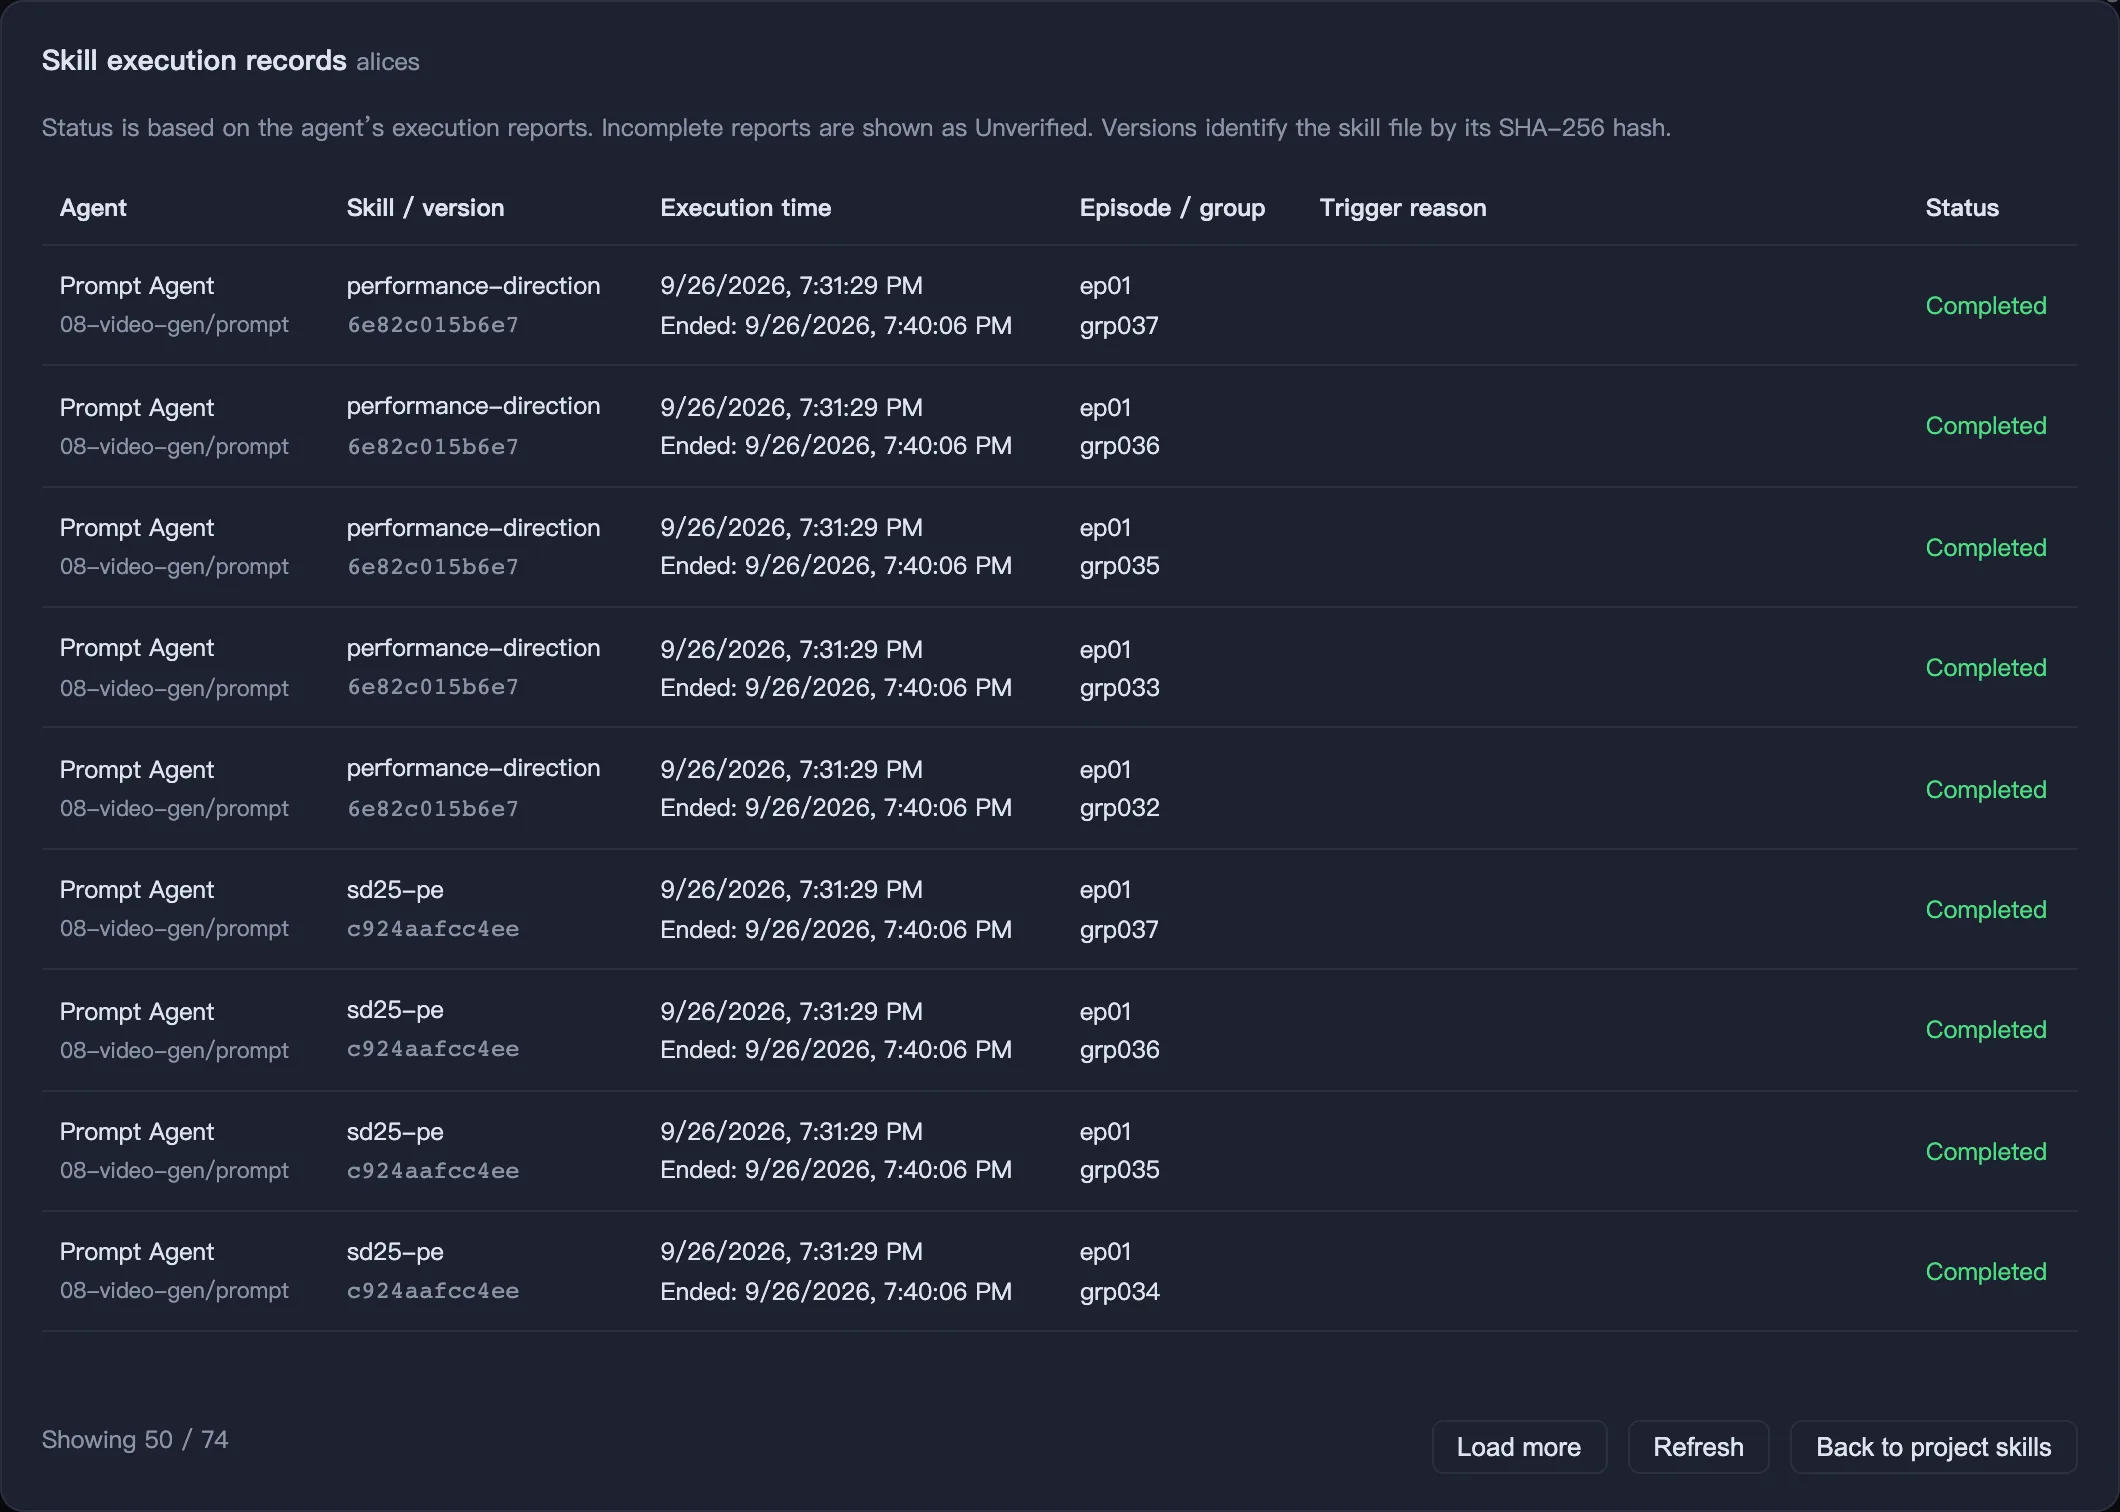 Skill execution records alices
Status is based on the agent’s execution reports. Incomplete reports are shown as Unverified. Versions identify the skill file by its SHA-256 hash.
Agent Skill / version Execution time Episode / group Trigger reason Status
Prompt Agent performance-direction 9/26/2026, 7:31:29 PM ep01 Completed
08-video-gen/prompt 6e82c015b6e7 Ended: 9/26/2026, 7:40:06 PM grp037
Prompt Agent performance-direction 9/26/2026, 7:31:29 PM ep01 Completed
08-video-gen/prompt 6e82c015b6e7 Ended: 9/26/2026, 7:40:06 PM grp036
Prompt Agent performance-direction 9/26/2026, 7:31:29 PM ep01 Completed
08-video-gen/prompt 6e82c015b6e7 Ended: 9/26/2026, 7:40:06 PM grp035
Prompt Agent performance-direction 9/26/2026, 7:31:29 PM ep01 Completed
08-video-gen/prompt 6e82c015b6e7 Ended: 9/26/2026, 7:40:06 PM grp033
Prompt Agent performance-direction 9/26/2026, 7:31:29 PM ep01 Completed
08-video-gen/prompt 6e82c015b6e7 Ended: 9/26/2026, 7:40:06 PM grp032
Prompt Agent sd25-pe 9/26/2026, 7:31:29 PM ep01 Completed
08-video-gen/prompt c924aafcc4ee Ended: 9/26/2026, 7:40:06 PM grp037
Prompt Agent sd25-pe 9/26/2026, 7:31:29 PM ep01 Completed
08-video-gen/prompt c924aafcc4ee Ended: 9/26/2026, 7:40:06 PM grp036
Prompt Agent sd25-pe 9/26/2026, 7:31:29 PM ep01 Completed
08-video-gen/prompt c924aafcc4ee Ended: 9/26/2026, 7:40:06 PM grp035
Prompt Agent sd25-pe 9/26/2026, 7:31:29 PM ep01 Completed
08-video-gen/prompt c924aafcc4ee Ended: 9/26/2026, 7:40:06 PM grp034
Showing 50 / 74 Load more Refresh Back to project skills